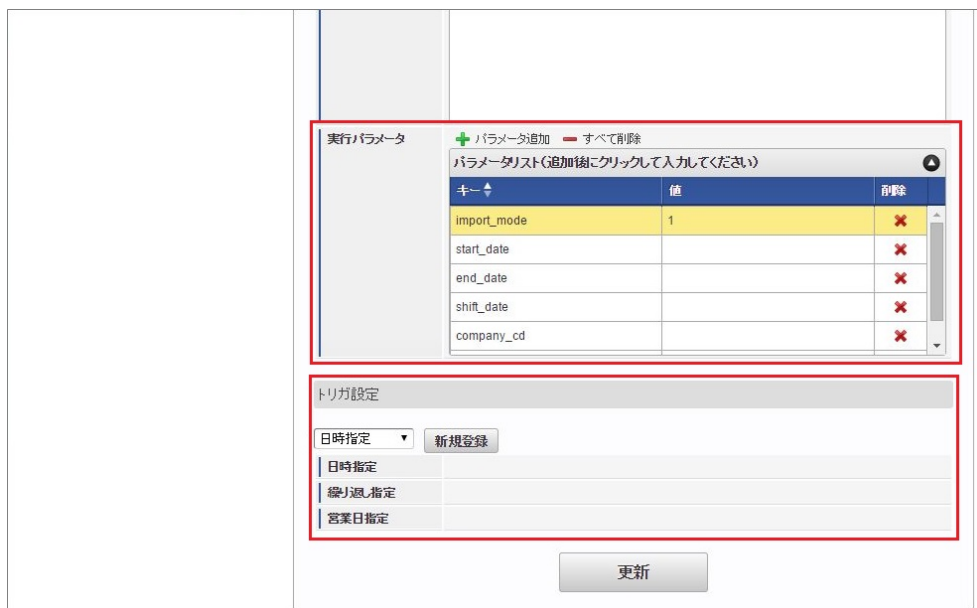 実行パラメータ
パラメータ追加 すべて削除
パラメータリスト(追加後にクリックして入力してください)
キー 値 削除
import_mode 1
start_date
end_date
shift_date
company_cd
トリガ設定
日時指定 新規登録
日時指定
繰り返し指定
営業日指定
更新